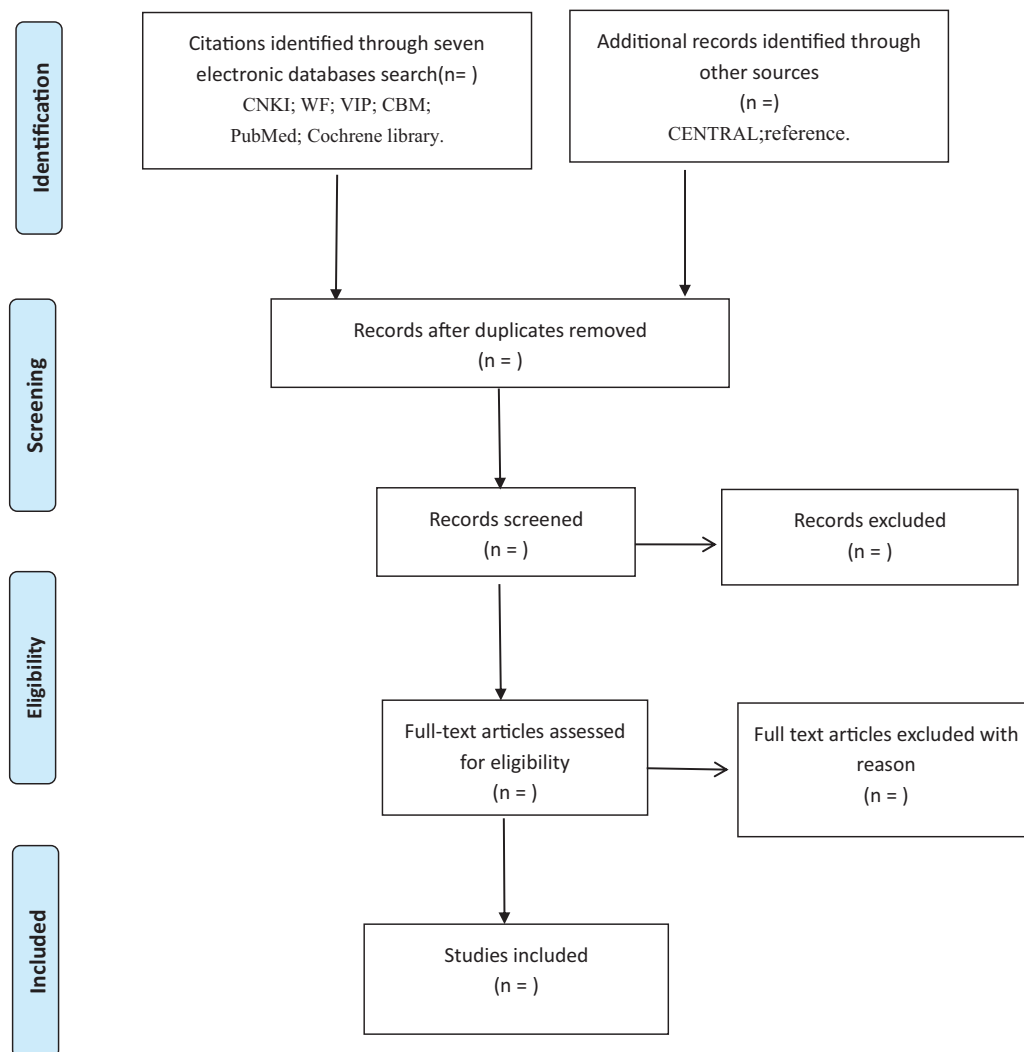 Identification
Citations identified through seven
electronic databases search(n= )
CNKI; WF; VIP; CBM;
PubMed; Cochrene library.
Additional records identified through
other sources
(n =)
CENTRAL;reference.
Screening
Records after duplicates removed
(n = )
Records screened
(n = )
Records excluded
(n = )
Eligibility
Full-text articles assessed
for eligibility
(n = )
Full text articles excluded with
reason
(n = )
Included
Studies included
(n = )